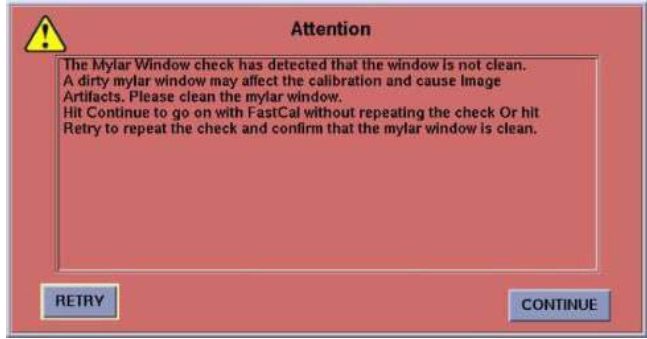 Attention
The Mylar Window check has detected that the window is not clean.
A dirty mylar window may affect the calibration and cause Image
Artifacts. Please clean the mylar window.
Hit Continue to go on with FastCal without repeating the check Or hit
Retry to repeat the check and confirm that the mylar window is clean.
RETRY
CONTINUE